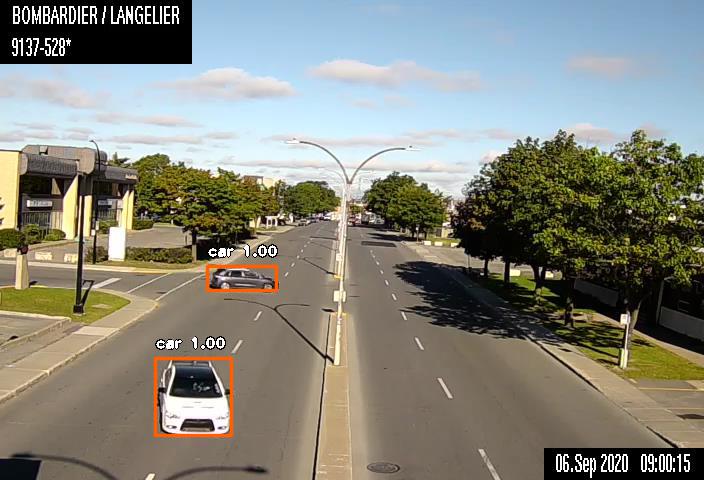 BOMBARDIER / LANGELIER
9137-528*
car 1.00
car 1.00
06.Sep 2020 09:00:15